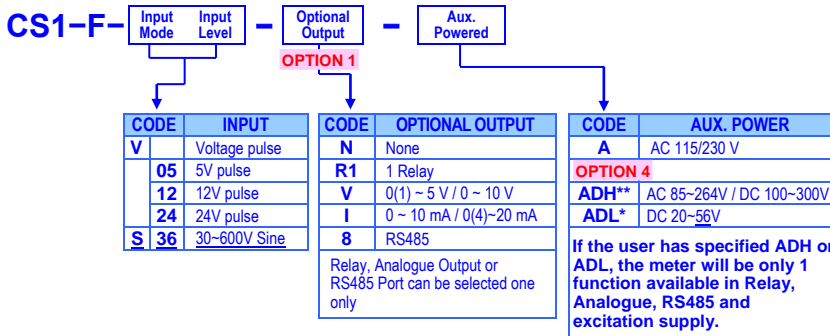 CS1-F- Input Input Mode Level - Optional Output - Aux. Powered
OPTION 1
CODE INPUT
V Voltage pulse
05 5V pulse
12 12V pulse
24 24V pulse
S 36 30~600V Sine
CODE OPTIONAL OUTPUT
N None
R1 1 Relay
V 0(1) ~ 5 V / 0 ~ 10 V
I 0 ~ 10 mA / 0(4)~20 mA
8 RS485
Relay, Analogue Output or
RS485 Port can be selected one
only
CODE AUX. POWER
A AC 115/230 V
OPTION 4
ADH** AC 85~264V / DC 100~300V
ADL* DC 20~56V
If the user has specified ADH or
ADL, the meter will be only 1
function available in Relay,
Analogue, RS485 and
excitation supply.